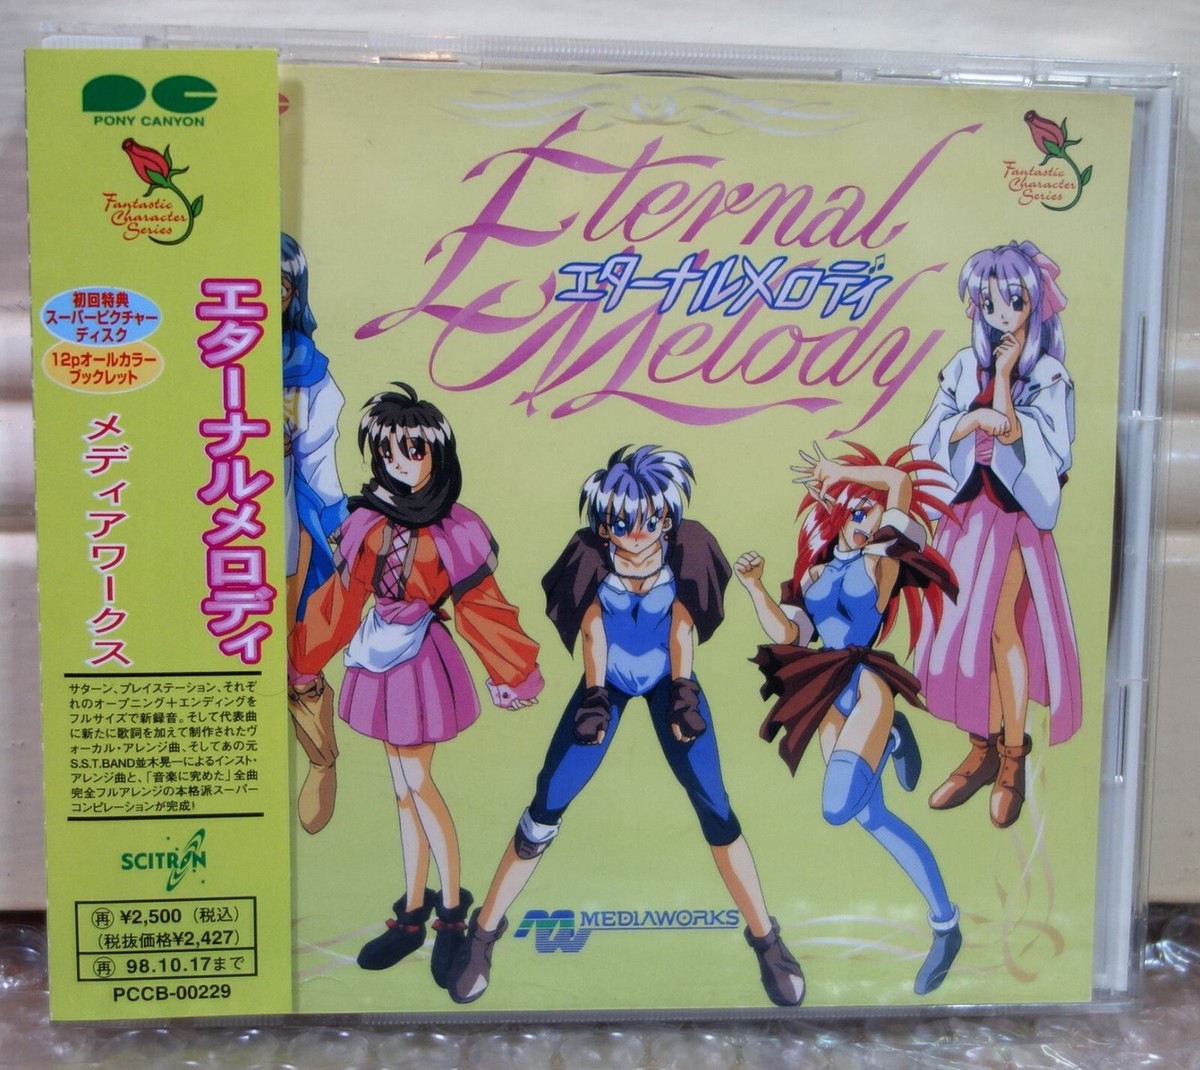 PONY CANYON
Fantastic
Character
Series
初回特典
スーパーピクチャー
ディスク
12pオールカラー
ブックレット
エターナルメロディ
メディアワークス
サターン、プレイステーション、それぞ
れのオープニング+エンディングを
フルサイズで新録音。そして代表曲
に新たに歌詞を加えて制作されたヴ
ォーカル・アレンジ曲、そしてあの元
S.S.T.BAND並木晃一によるインスト・
アレンジ曲と、「音楽に究めた」全曲
完全フルアレンジの本格派スーパー
コンピレーションが完成!
SCITRON
再 ¥2,500 (税込)
(税抜価格¥2,427)
再 98.10.17まで
PCCB-00229
Eternal
エターナルメロディ
Melody
Fantastic
Character
Series
MEDIAWORKS